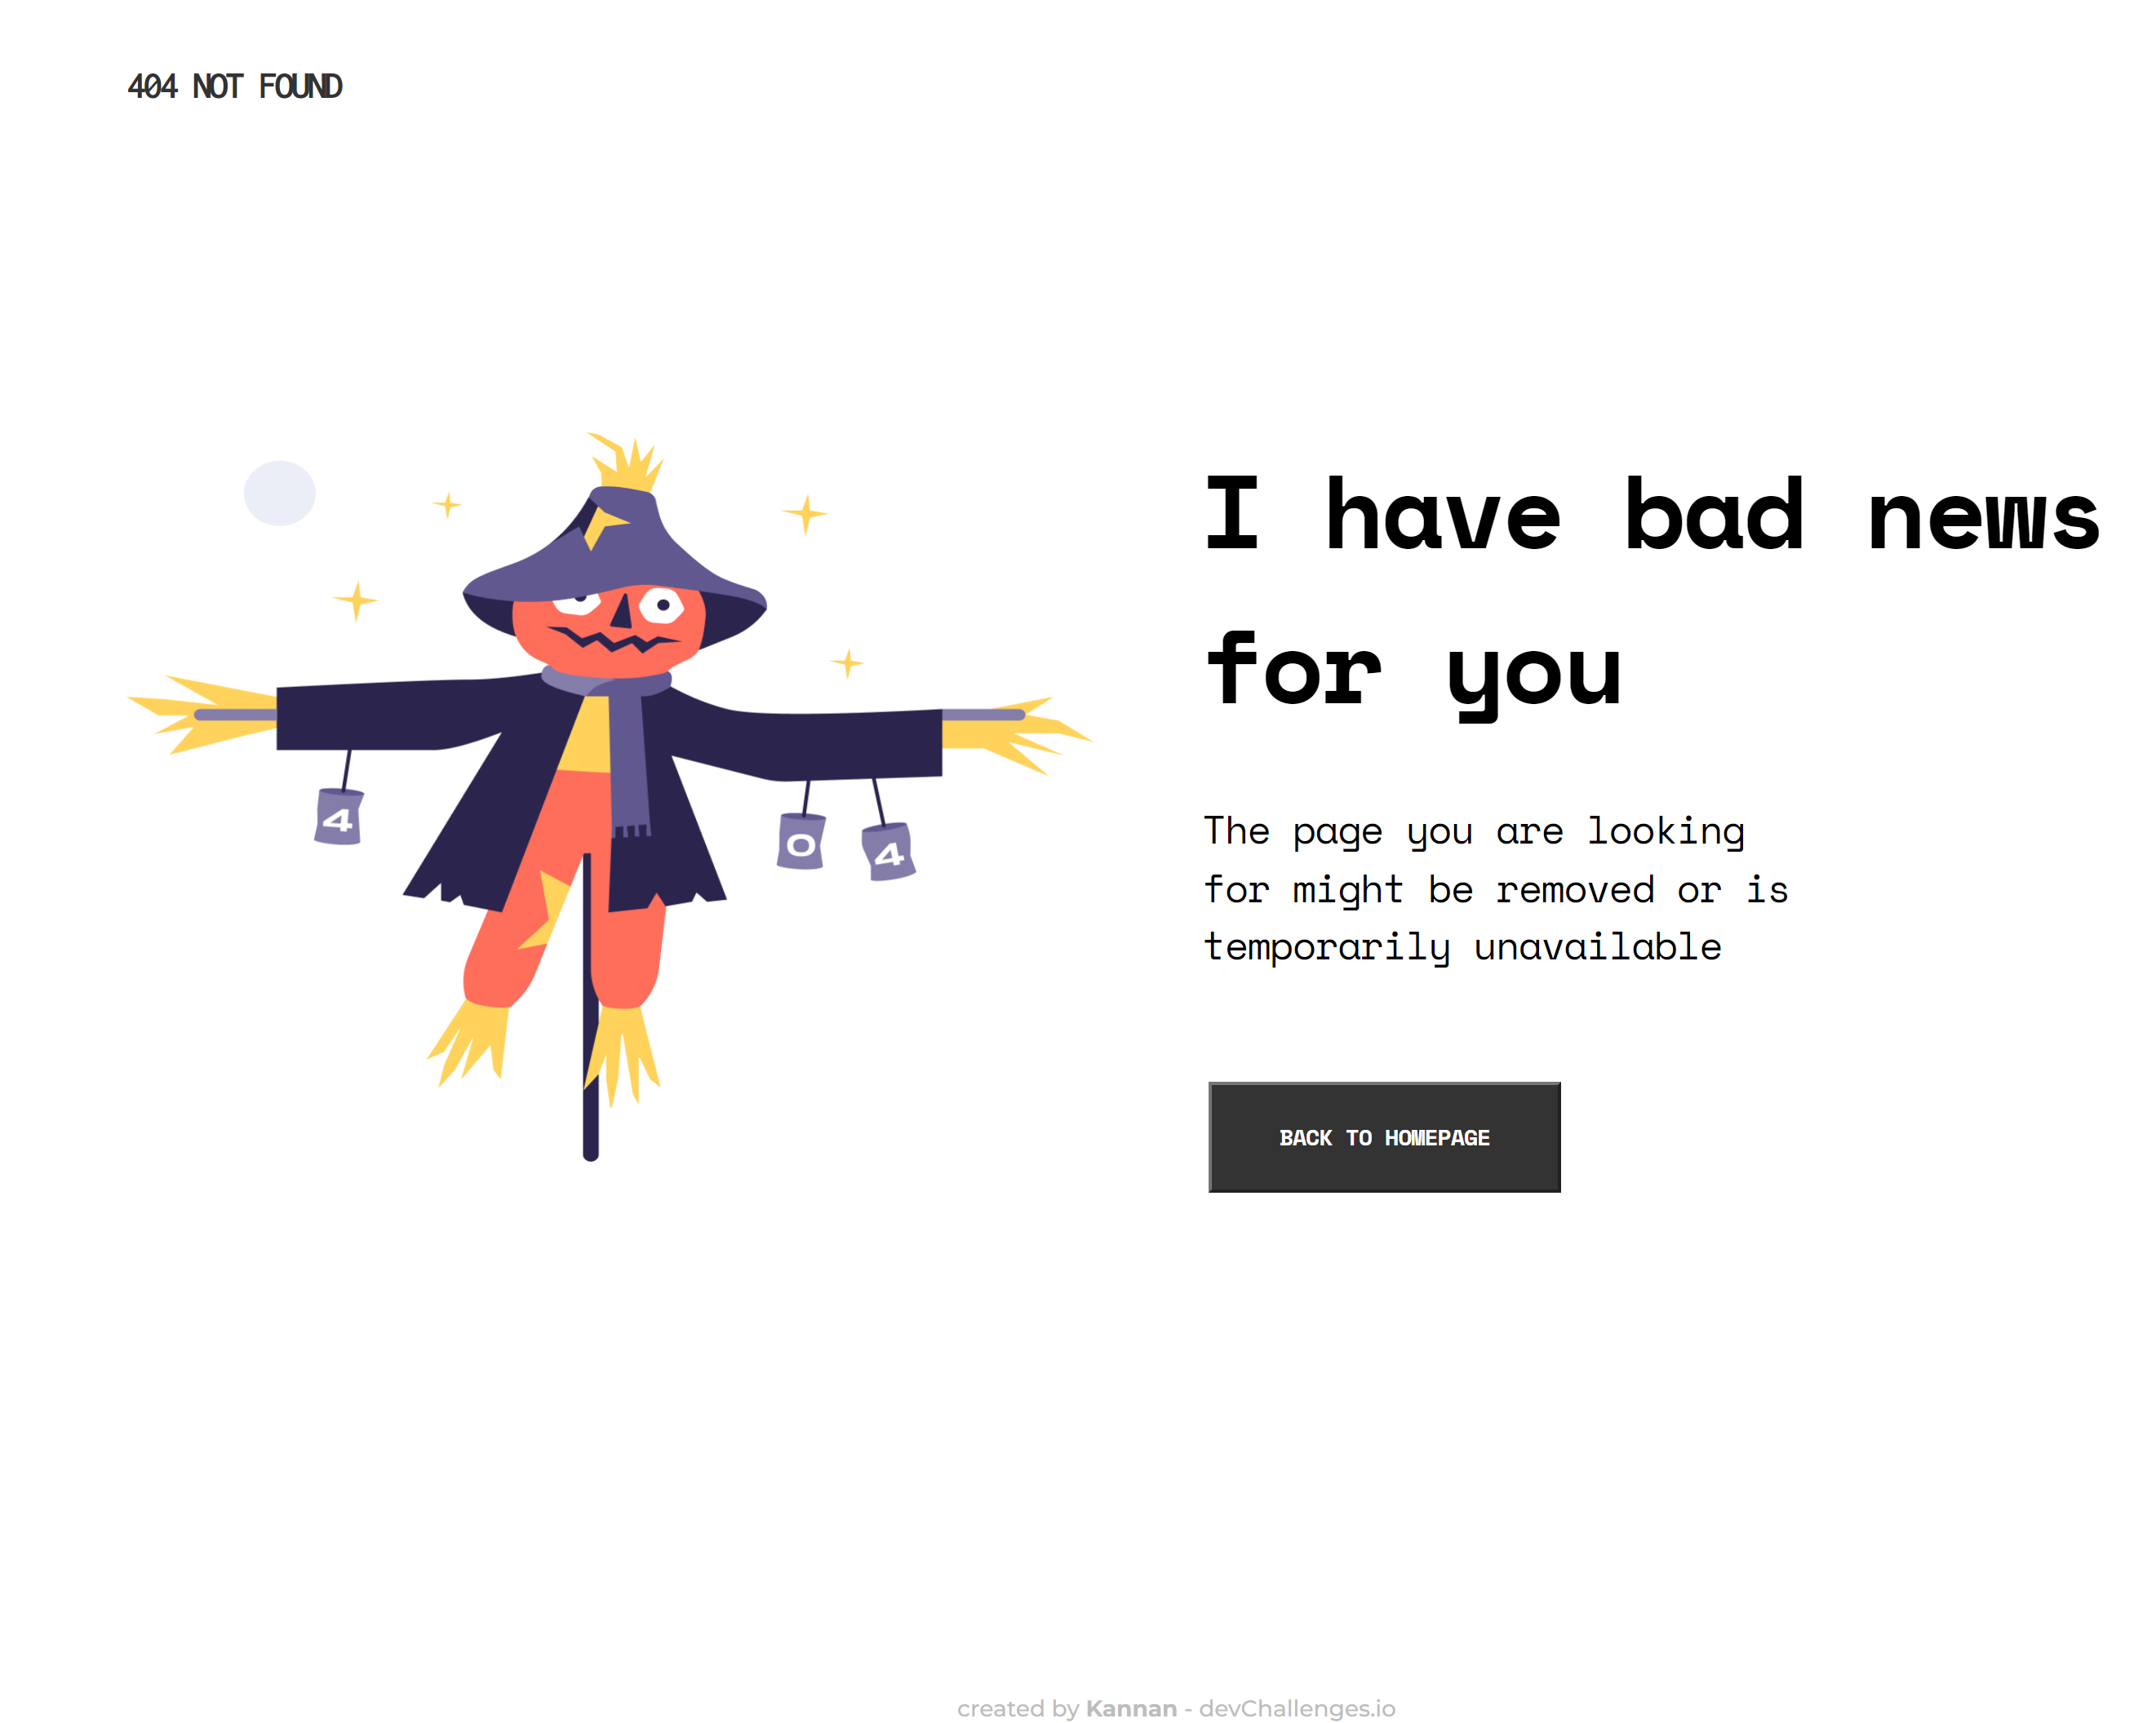 404 NOT FOUND
I have bad news
for you
4
0
4
The page you are looking
for might be removed or is
temporarily unavailable
BACK TO HOMEPAGE
created by Kannan - devChallenges.io